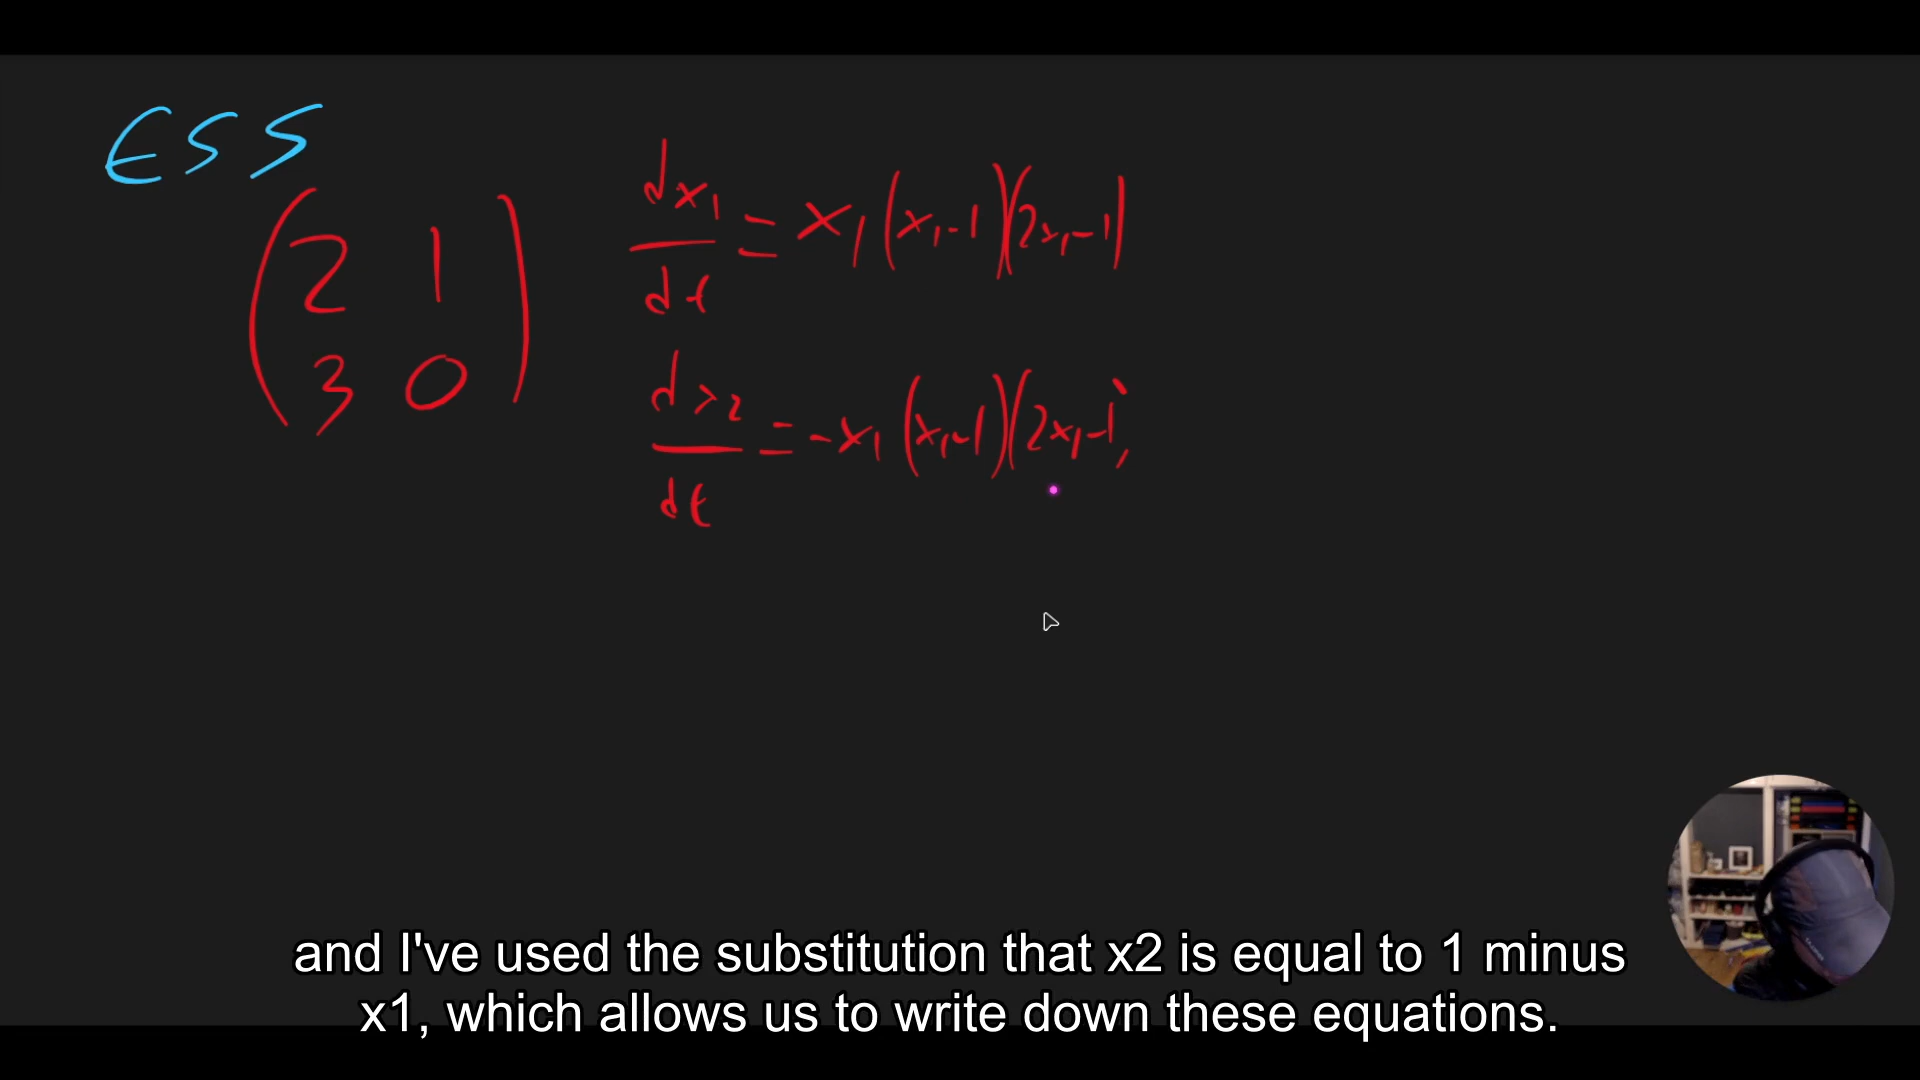 ESS
2 1
3 0
dx₁/dt = x₁(x₁-1)(2x₁-1)
dx₂/dt = -x₁(x₁-1)(2x₁-1)
and I've used the substitution that x2 is equal to 1 minus
x1, which allows us to write down these equations.